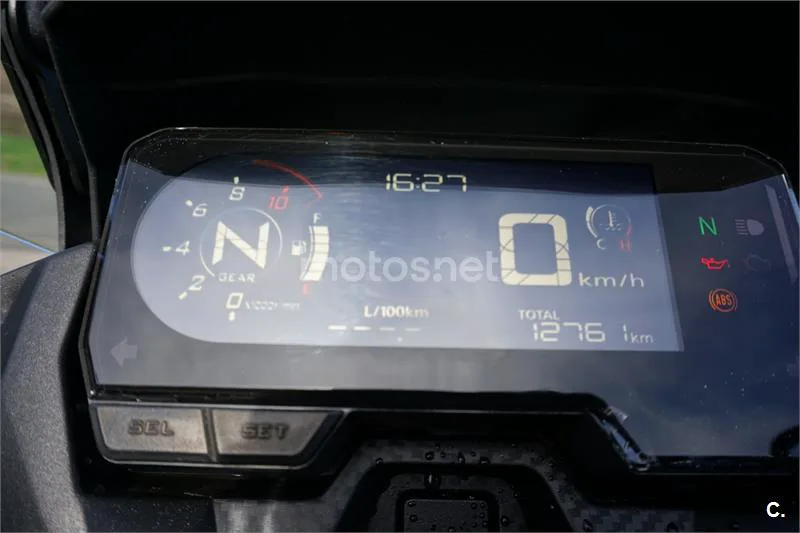 16:27
8
10
6
4
2
0
N
GEAR
x1000r/min
F
E
0
km/h
C H
motos.net
L/100km
TOTAL
12761 km
N
ABS
SEL
SET
C.